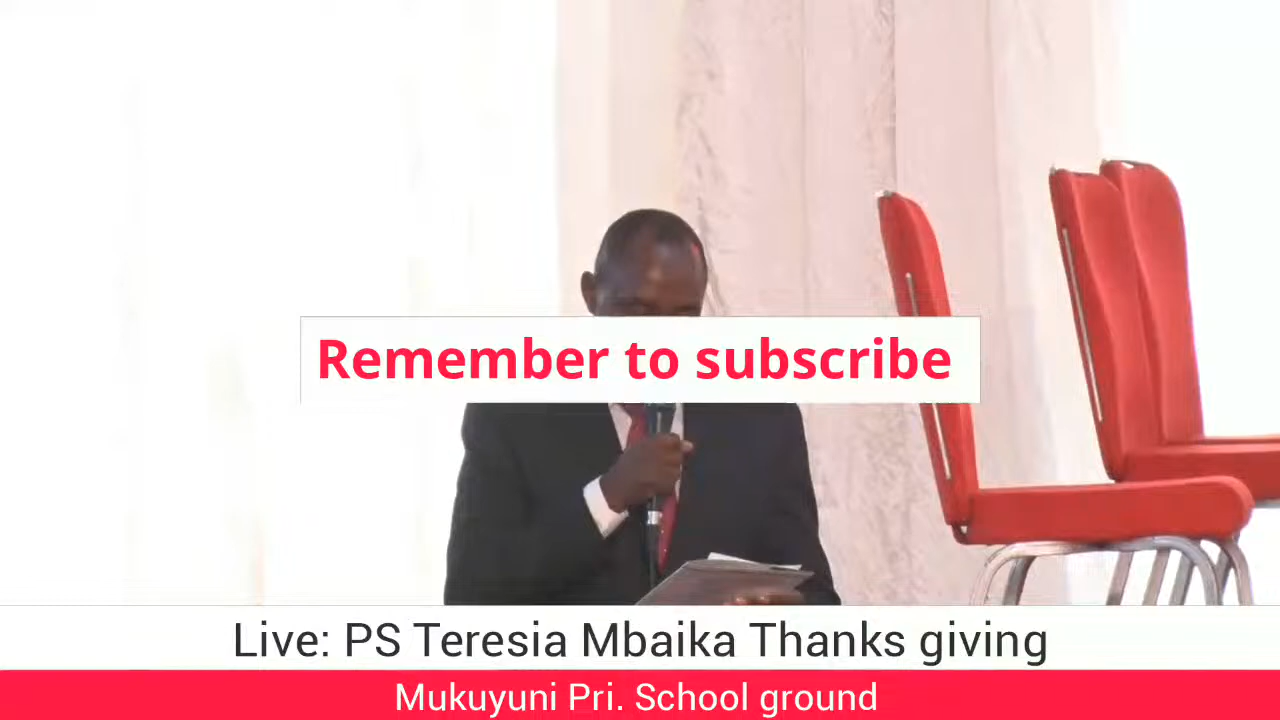 Remember to subscribe
Live: PS Teresia Mbaika Thanks giving
Mukuyuni Pri. School ground